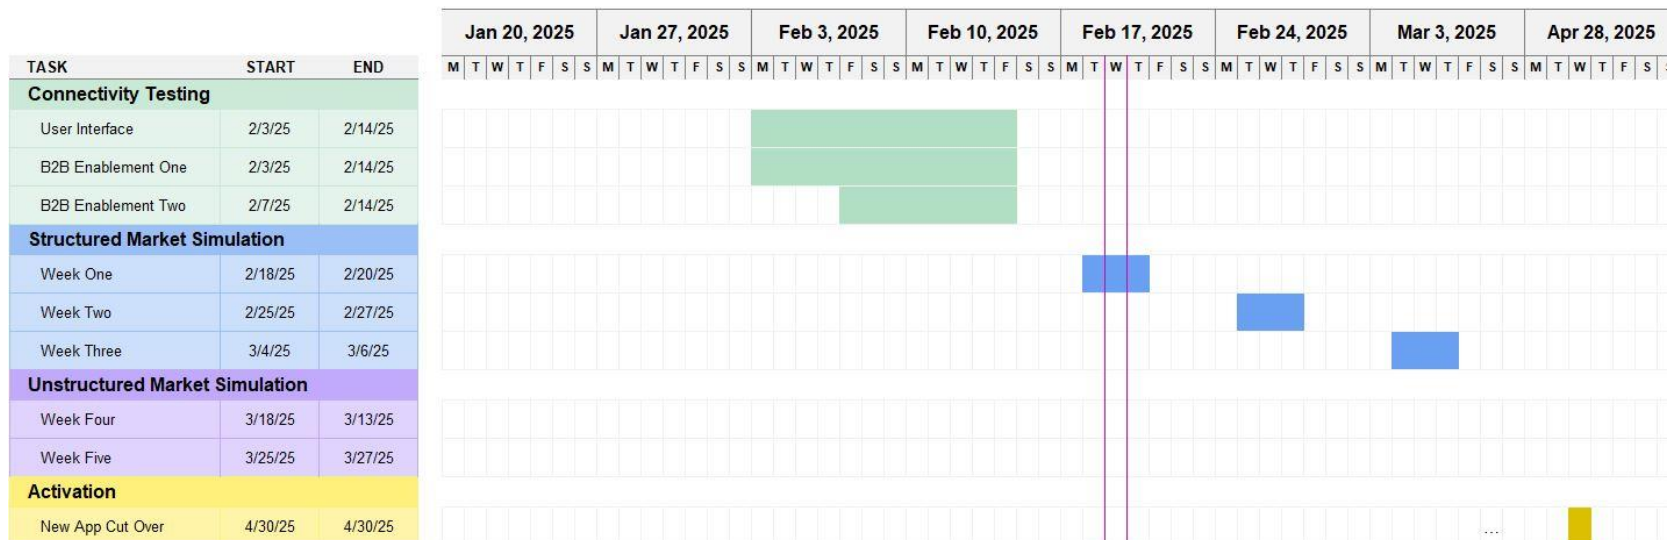 Jan 20, 2025 Jan 27, 2025 Feb 3, 2025 Feb 10, 2025 Feb 17, 2025 Feb 24, 2025 Mar 3, 2025 Apr 28, 2025
TASK START END M T W T F S S M T W T F S S M T W T F S S M T W T F S S M T W T F S S M T W T F S S M T W T F S S M T W T F S
Connectivity Testing
User Interface 2/3/25 2/14/25
B2B Enablement One 2/3/25 2/14/25
B2B Enablement Two 2/7/25 2/14/25
Structured Market Simulation
Week One 2/18/25 2/20/25
Week Two 2/25/25 2/27/25
Week Three 3/4/25 3/6/25
Unstructured Market Simulation
Week Four 3/18/25 3/13/25
Week Five 3/25/25 3/27/25
Activation
New App Cut Over 4/30/25 4/30/25 ...